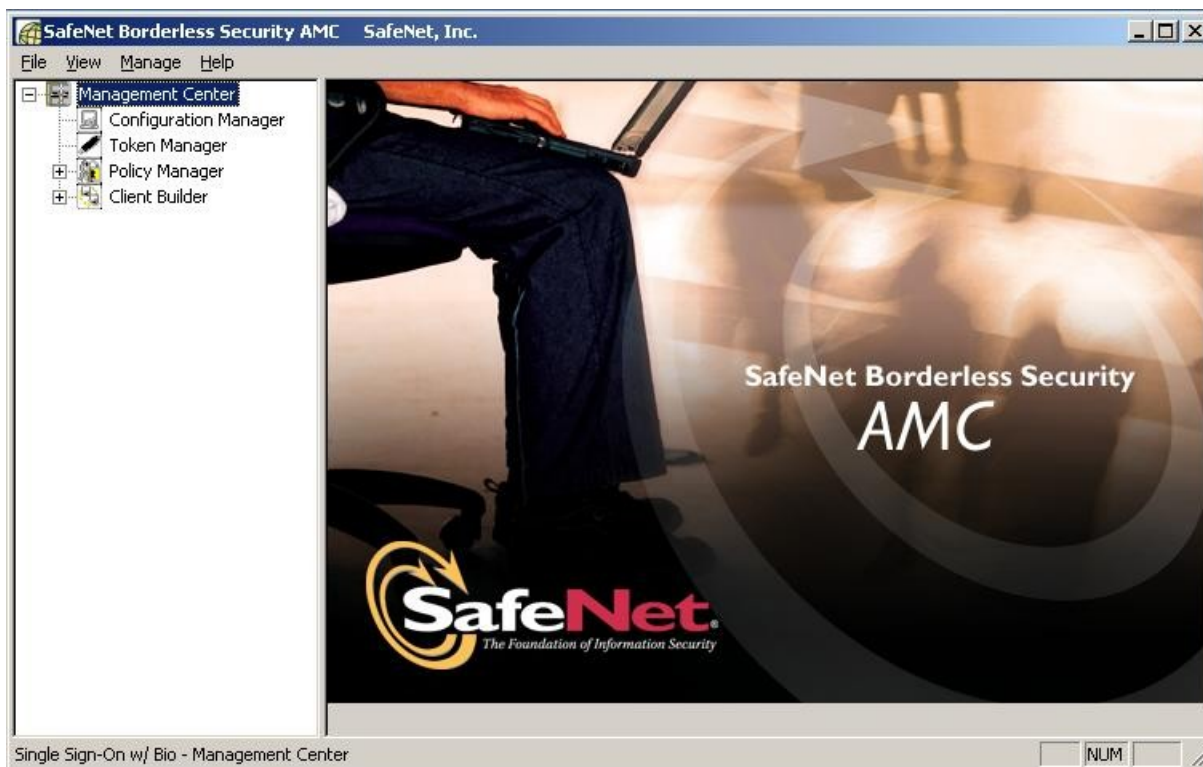 SafeNet Borderless Security AMC SafeNet, Inc.
File View Manage Help
Management Center
Configuration Manager
Token Manager
Policy Manager
Client Builder
SafeNet Borderless Security
AMC
SafeNet®
The Foundation of Information Security
Single Sign-On w/ Bio - Management Center
NUM